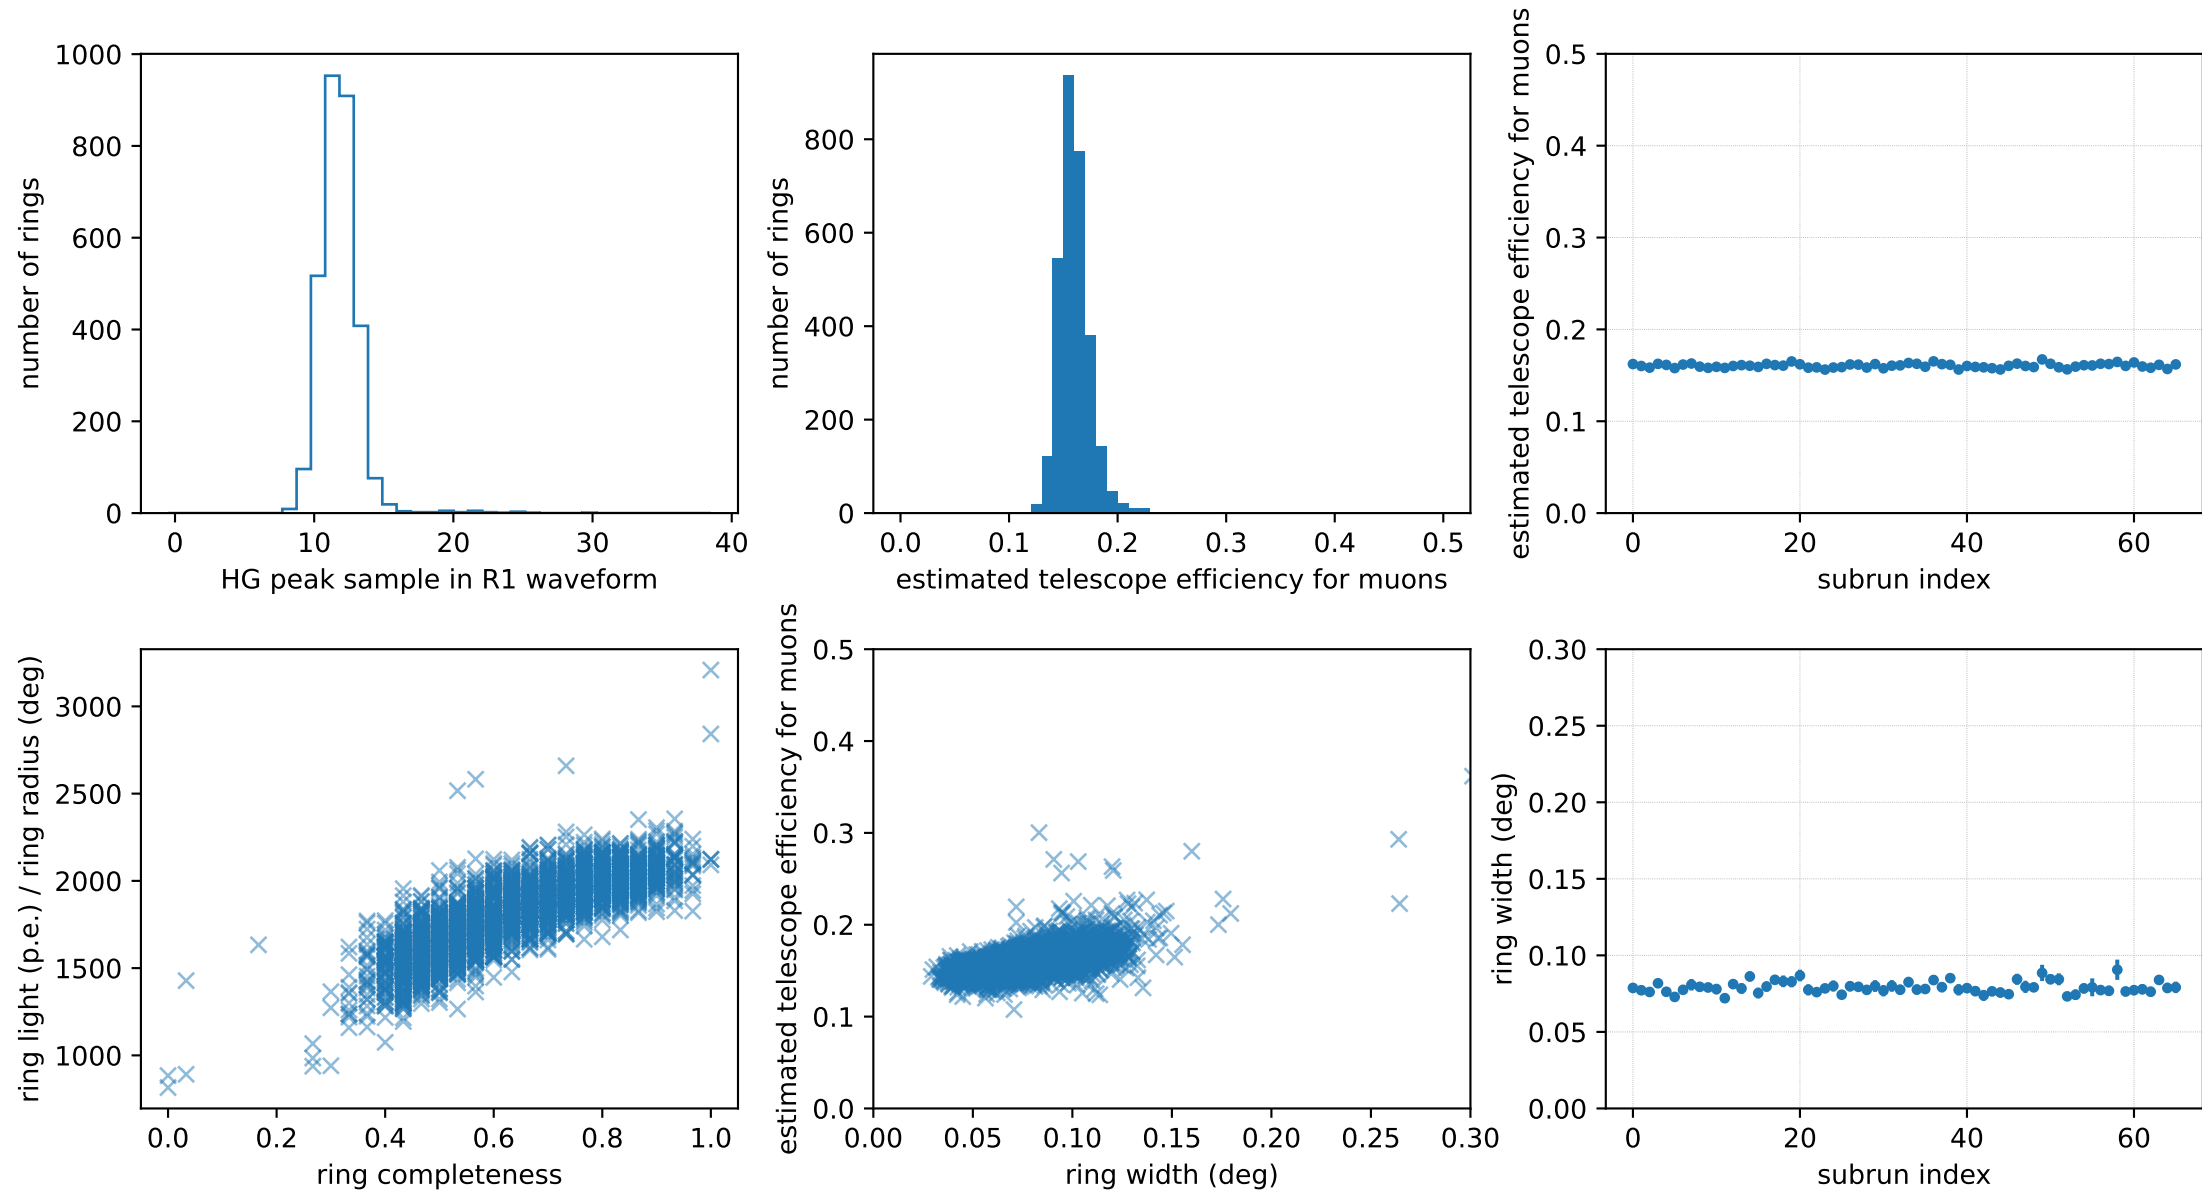 1000
800
600
400
200
0
number of rings
0 10 20 30 40
HG peak sample in R1 waveform
800
600
400
200
0
number of rings
0.0 0.1 0.2 0.3 0.4 0.5
estimated telescope efficiency for muons
0.5
0.4
0.3
0.2
0.1
0.0
estimated telescope efficiency for muons
0 20 40 60
subrun index
3000
2500
2000
1500
1000
ring light (p.e.) / ring radius (deg)
0.0 0.2 0.4 0.6 0.8 1.0
ring completeness
0.5
0.4
0.3
0.2
0.1
0.0
estimated telescope efficiency for muons
0.00 0.05 0.10 0.15 0.20 0.25 0.30
ring width (deg)
0.30
0.25
0.20
0.15
0.10
0.05
0.00
ring width (deg)
0 20 40 60
subrun index